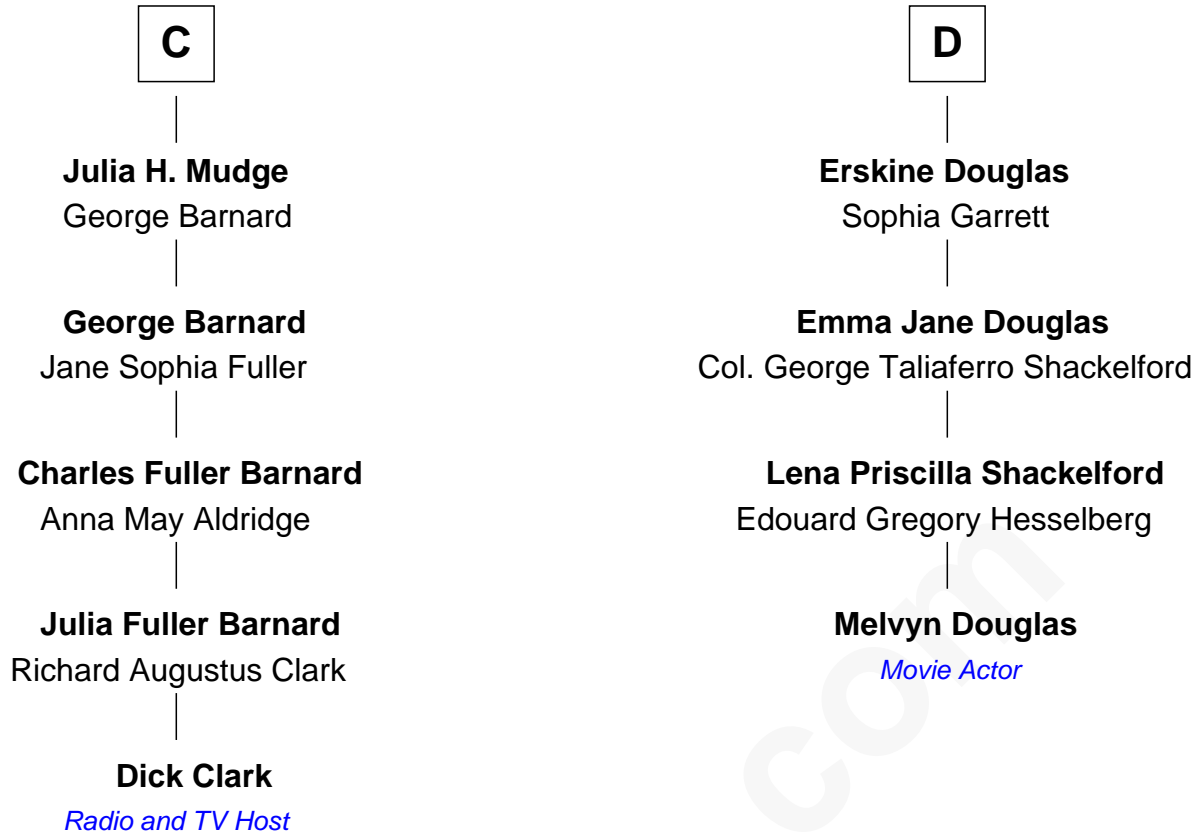 C
Julia H. Mudge
George Barnard
George Barnard
Jane Sophia Fuller
Charles Fuller Barnard
Anna May Aldridge
Julia Fuller Barnard
Richard Augustus Clark
Dick Clark
Radio and TV Host
D
Erskine Douglas
Sophia Garrett
Emma Jane Douglas
Col. George Taliaferro Shackelford
Lena Priscilla Shackelford
Edouard Gregory Hesselberg
Melvyn Douglas
Movie Actor
com